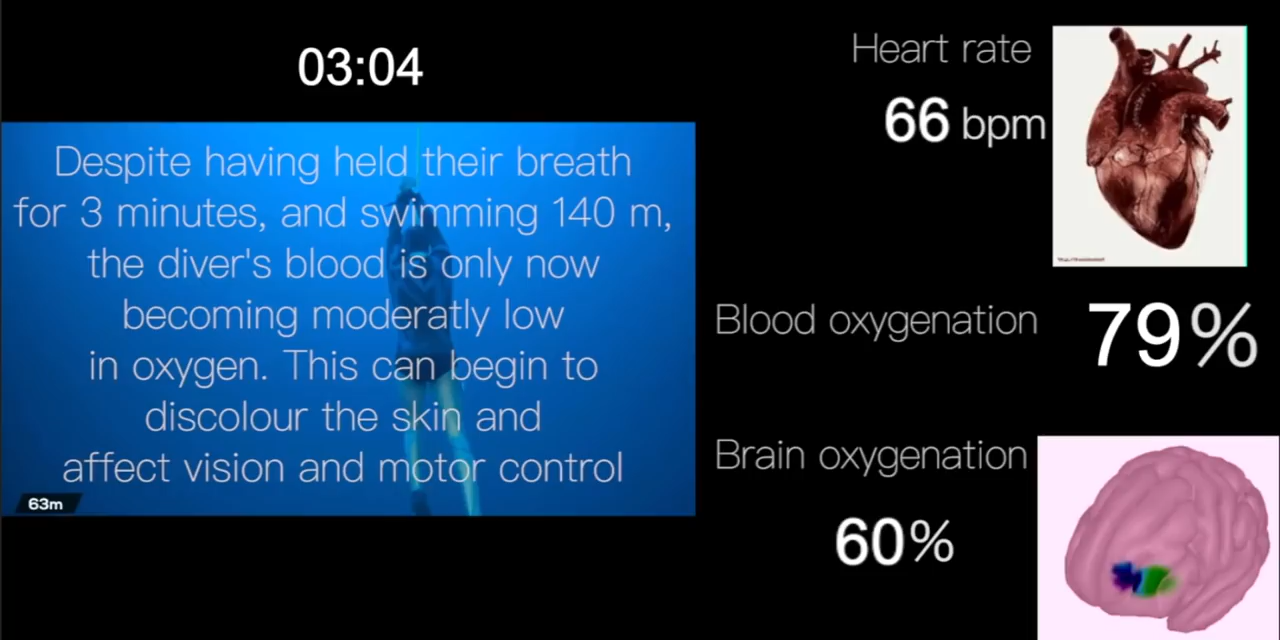 03:04
Despite having held their breath
for 3 minutes, and swimming 140 m,
the diver's blood is only now
becoming moderatly low
in oxygen. This can begin to
discolour the skin and
affect vision and motor control
63m
Heart rate
66 bpm
Blood oxygenation
79%
Brain oxygenation
60%